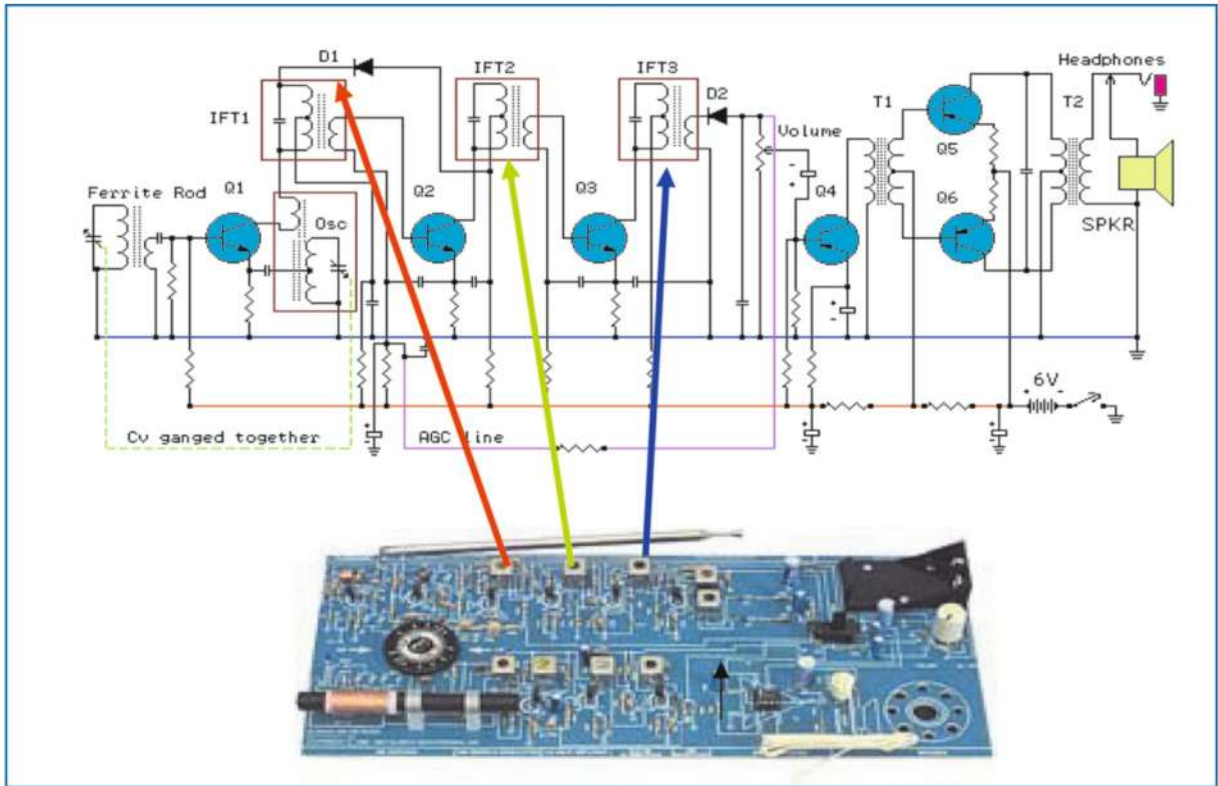 D1
IFT2
IFT3
Headphones
IFT1
D2
T1
T2
Volume
Q5
Ferrite Rod
Q1
Q2
Q3
Q4
Q6
Osc
SPKR
6V
Cv ganged together
AGC line